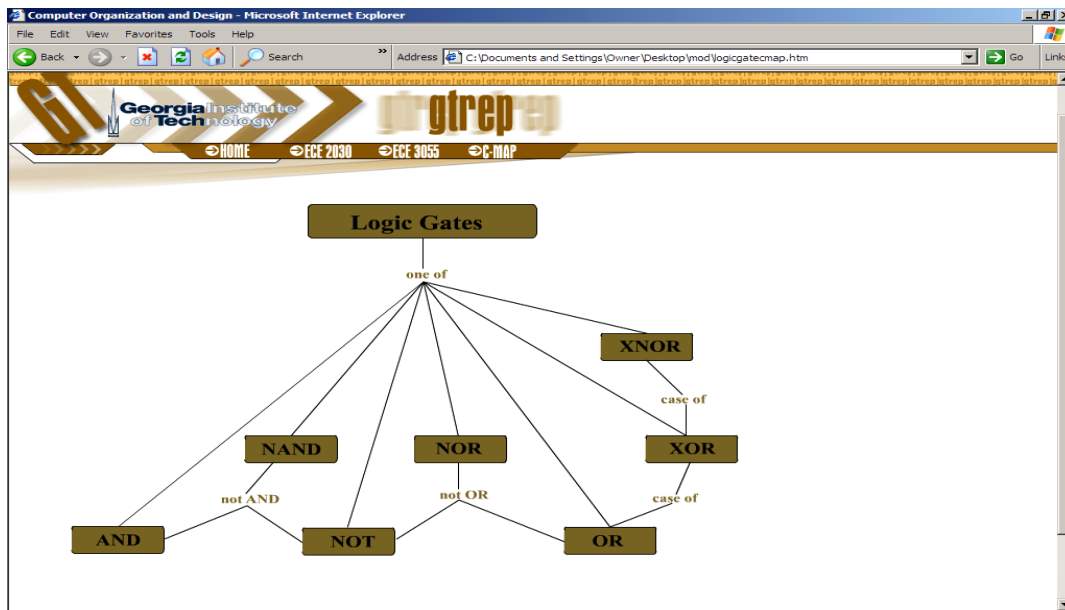 Computer Organization and Design - Microsoft Internet Explorer
File Edit View Favorites Tools Help
Back Search » Address C:\Documents and Settings\Owner\Desktop\mod\logicgatecmap.htm Go Links
GT Georgia Institute of Technology gtrep
HOME ECE 2030 ECE 3055 C-MAP
Logic Gates
one of
XNOR
case of
NAND NOR XOR
not AND not OR case of
AND NOT OR